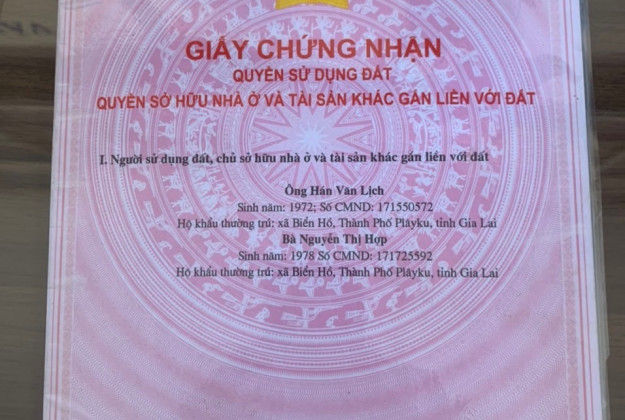 GIẤY CHỨNG NHẬN
QUYỀN SỬ DỤNG ĐẤT
QUYỀN SỞ HỮU NHÀ Ở VÀ TÀI SẢN KHÁC GẮN LIỀN VỚI ĐẤT
I. Người sử dụng đất, chủ sở hữu nhà ở và tài sản khác gắn liền với đất
Ông Hán Văn Lịch
Sinh năm: 1972; Số CMND: 171550572
Hộ khẩu thường trú: xã Biển Hồ, Thành Phố Plâyku, tỉnh Gia Lai
Bà Nguyễn Thị Hợp
Sinh năm: 1978 Số CMND: 171725592
Hộ khẩu thường trú: xã Biển Hồ, Thành Phố Plâyku, tỉnh Gia Lai